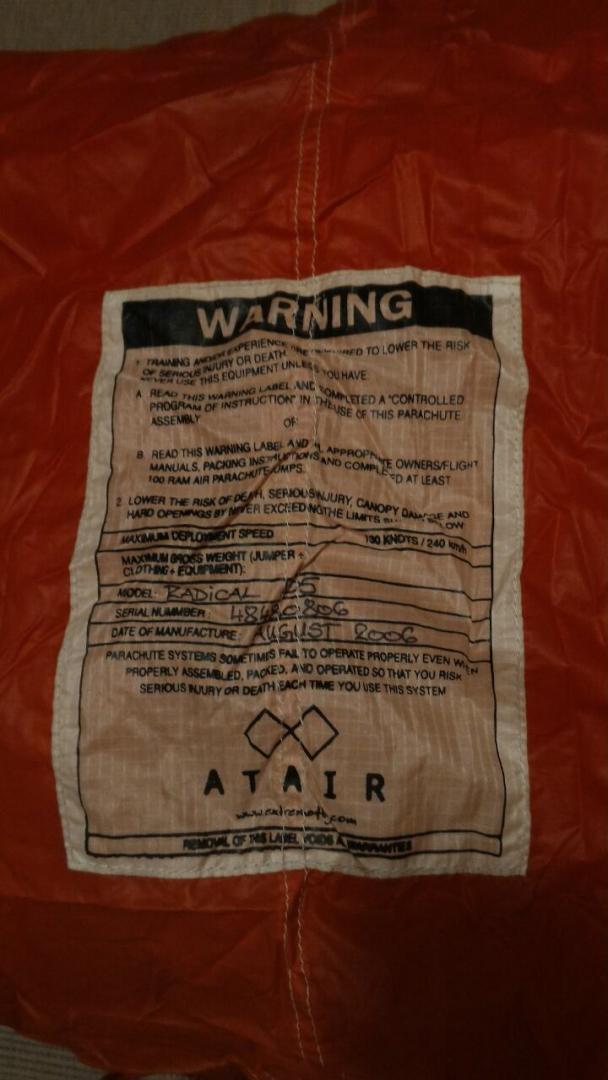 WARNING
1 TRAINING AND/OR EXPERIENCE ARE REQUIRED TO LOWER THE RISK
OF SERIOUS INJURY OR DEATH.
NEVER USE THIS EQUIPMENT UNLESS YOU HAVE:
A READ THIS WARNING LABEL AND COMPLETED A "CONTROLLED
PROGRAM OF INSTRUCTION" IN THE USE OF THIS PARACHUTE
ASSEMBLY
OR
B. READ THIS WARNING LABEL AND APPROPRIATE OWNERS/FLIGHT
MANUALS, PACKING INSTRUCTIONS AND COMPLETED AT LEAST
100 RAM AIR PARACHUTE JUMPS.
2 LOWER THE RISK OF DEATH, SERIOUS INJURY, CANOPY DAMAGE AND
HARD OPENINGS BY NEVER EXCEEDING THE LIMITS BELOW
MAXIMUM DEPLOYMENT SPEED 130 KNOTS / 240 km/h
MAXIMUM GROSS WEIGHT (JUMPER +
CLOTHING + EQUIPMENT):
MODEL: RADICAL
SERIAL NUMMBER:
DATE OF MANUFACTURE: AUGUST 2006
PARACHUTE SYSTEMS SOMETIMES FAIL TO OPERATE PROPERLY EVEN WHEN
PROPERLY ASSEMBLED, PACKED, AND OPERATED SO THAT YOU RISK
SERIOUS INJURY OR DEATH EACH TIME YOU USE THIS SYSTEM
ATAIR
REMOVAL OF THIS LABEL VOIDS WARRANTIES